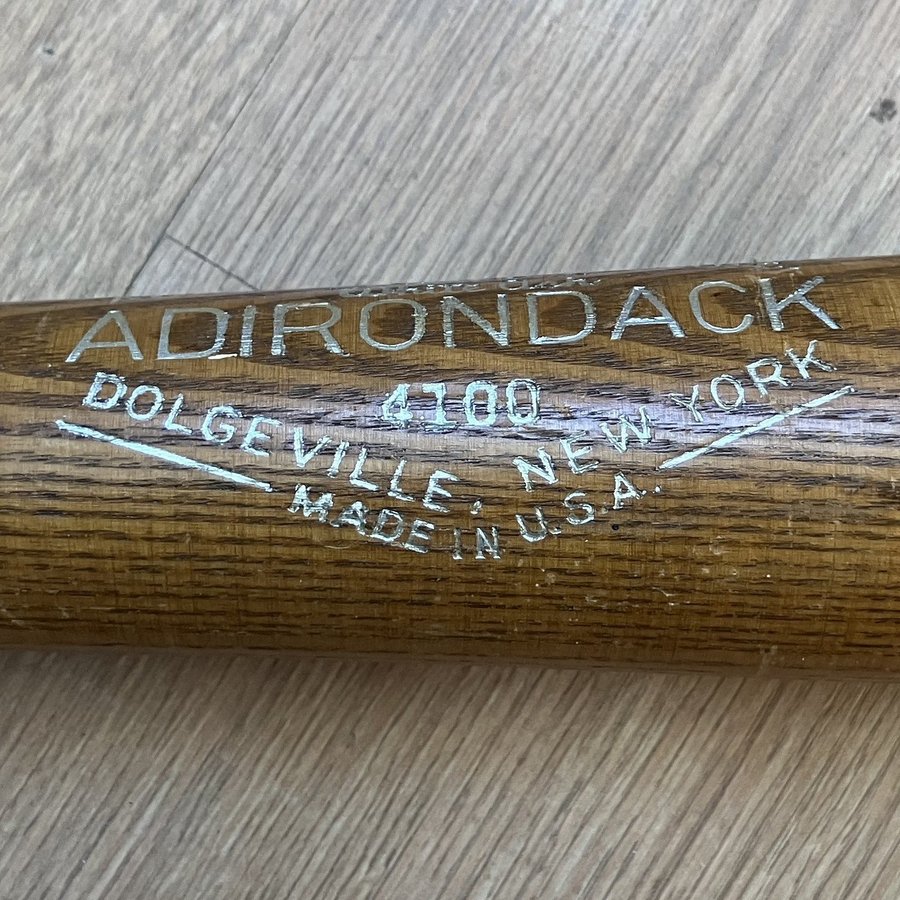 ADIRONDACK
4100
DOLGEVILLE, NEW YORK
MADE IN U.S.A.